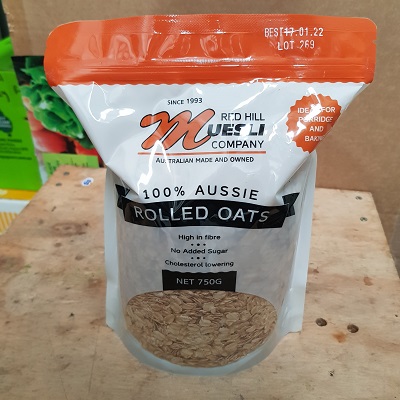 BEST17.01.22
LOT 269
SINCE 1993
RED HILL
MUESLI
COMPANY
AUSTRALIAN MADE AND OWNED
IDEAL FOR
PORRIDGE
AND
BAKING
100% AUSSIE
ROLLED OATS
High in fibre
No Added Sugar
Cholesterol lowering
NET 750G